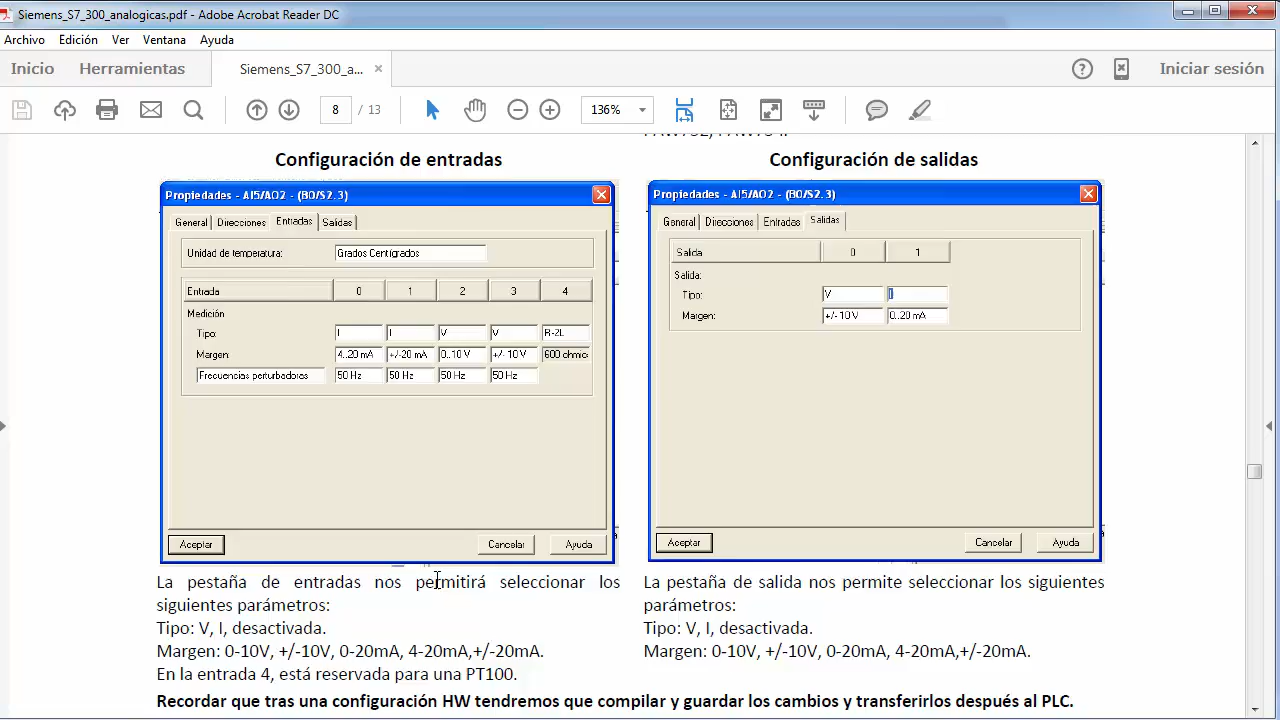 Siemens_S7_300_analogicas.pdf - Adobe Acrobat Reader DC
Archivo Edición Ver Ventana Ayuda
Inicio Herramientas Siemens_S7_300_a... × Iniciar sesión
8 / 13 136%
Configuración de entradas
Propiedades - AI5/AO2 - (B0/S2.3)
General Direcciones Entradas Salidas
Unidad de temperatura: Grados Centígrados
Entrada 0 1 2 3 4
Medición
Tipo: I I V V R-2L
Margen: 4..20 mA +/-20 mA 0..10 V +/- 10 V 600 ohmic
Frecuencias perturbadoras 50 Hz 50 Hz 50 Hz 50 Hz
Aceptar Cancelar Ayuda
La pestaña de entradas nos permitirá seleccionar los
siguientes parámetros:
Tipo: V, I, desactivada.
Margen: 0-10V, +/-10V, 0-20mA, 4-20mA,+/-20mA.
En la entrada 4, está reservada para una PT100.
Configuración de salidas
Propiedades - AI5/AO2 - (B0/S2.3)
General Direcciones Entradas Salidas
Salida 0 1
Salida:
Tipo: V I
Margen: +/- 10 V 0..20 mA
Aceptar Cancelar Ayuda
La pestaña de salida nos permite seleccionar los siguientes
parámetros:
Tipo: V, I, desactivada.
Margen: 0-10V, +/-10V, 0-20mA, 4-20mA,+/-20mA.
Recordar que tras una configuración HW tendremos que compilar y guardar los cambios y transferirlos después al PLC.